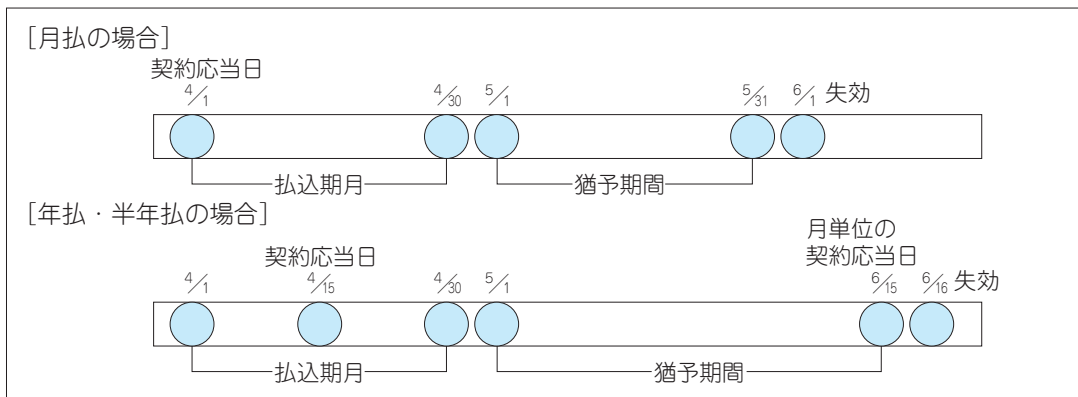 [月払の場合]
契約応当日
4/1 4/30 5/1 5/31 6/1 失効
払込期月 猶予期間
[年払・半年払の場合]
月単位の
契約応当日 契約応当日
4/1 4/15 4/30 5/1 6/15 6/16 失効
払込期月 猶予期間